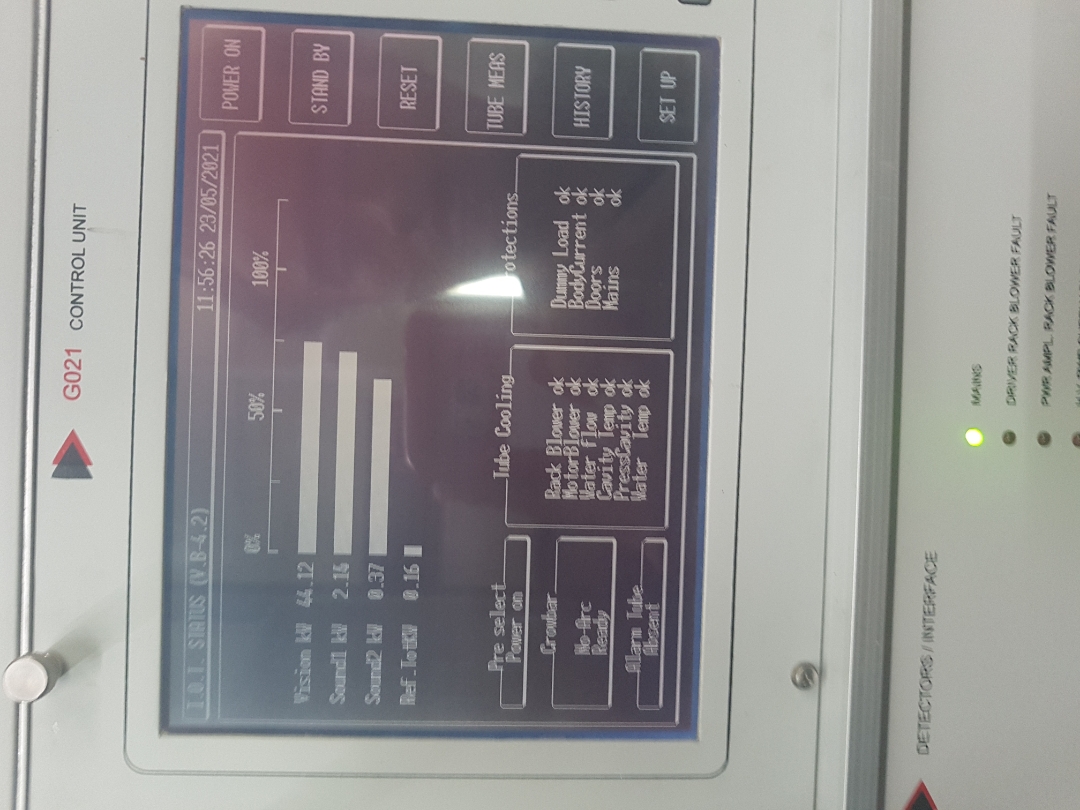 G021 CONTROL UNIT
I.O.T. STATUS (V.B-4.2) 11:56:26 23/05/2021
POWER ON
0% 50% 100%
Vision kW 44.12
STAND BY
Sound1 kW 2.14
Sound2 kW 0.37
Ref.TotKW 0.16
RESET
Pre select
Power on
Tube Cooling
TUBE MEAS
Crowbar
No-Arc
Ready
Rack Blower ok
MotorBlower ok
Water Flow ok
Cavity Temp ok
PressCavity ok
Water Temp ok
Dummy Load ok
BodyCurrent ok
Doors ok
Mains ok
HISTORY
Alarm Tube
Absent
SET UP
DETECTORS / INTERFACE
MAINS
DRIVER RACK BLOWER FAULT
PWR AMPL. RACK BLOWER FAULT